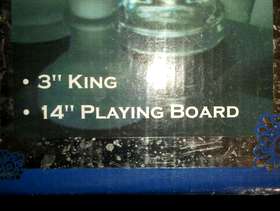 • 3" King
• 14" Playing Board